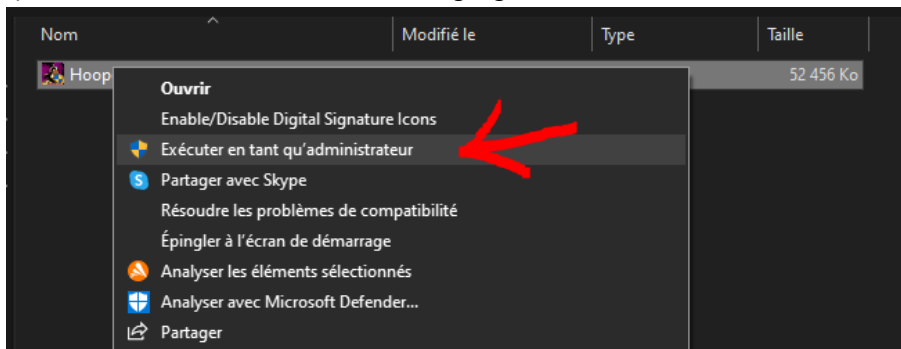 Nom Modifié le Type Taille
Hoop 52 456 Ko
Ouvrir
Enable/Disable Digital Signature Icons
Exécuter en tant qu'administrateur
Partager avec Skype
Résoudre les problèmes de compatibilité
Épingler à l'écran de démarrage
Analyser les éléments sélectionnés
Analyser avec Microsoft Defender...
Partager